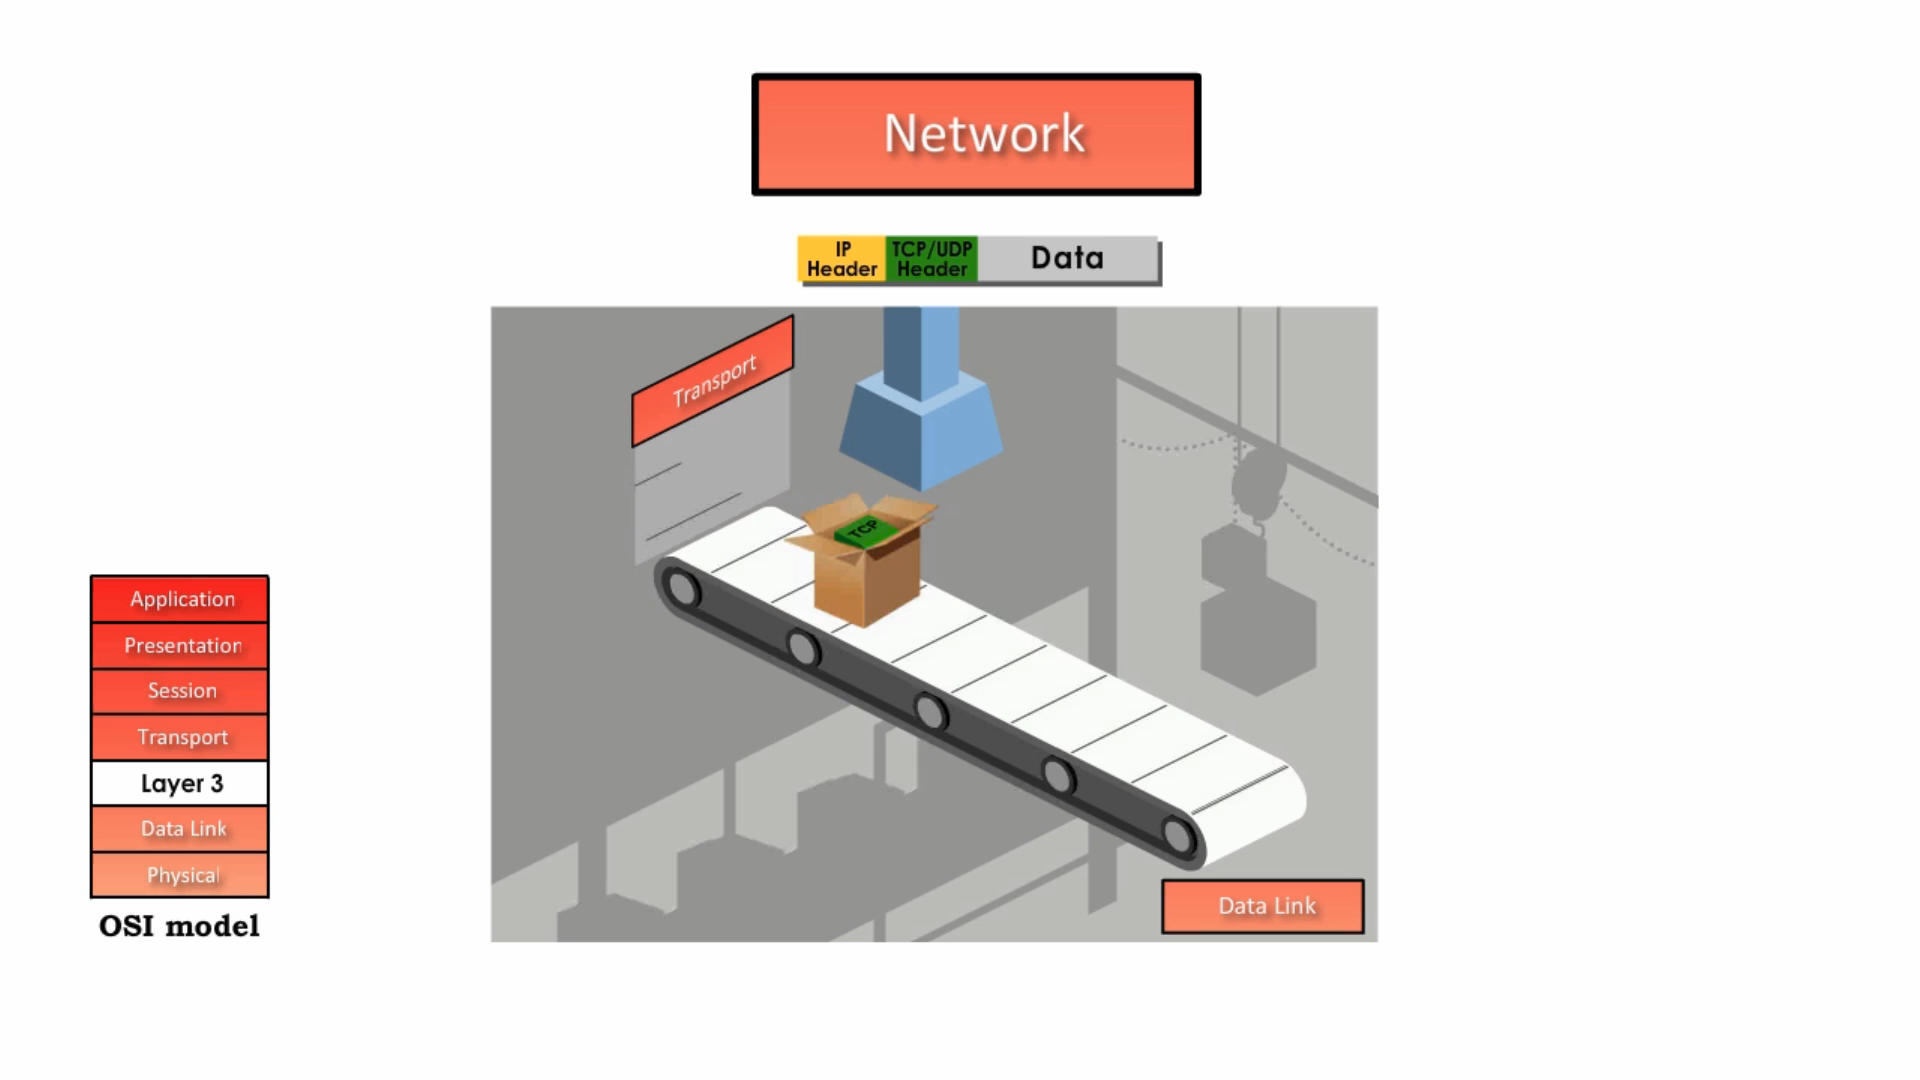 Network
IP
Header
TCP/UDP
Header
Data
Transport
TCP
Data Link
Application
Presentation
Session
Transport
Layer 3
Data Link
Physical
OSI model